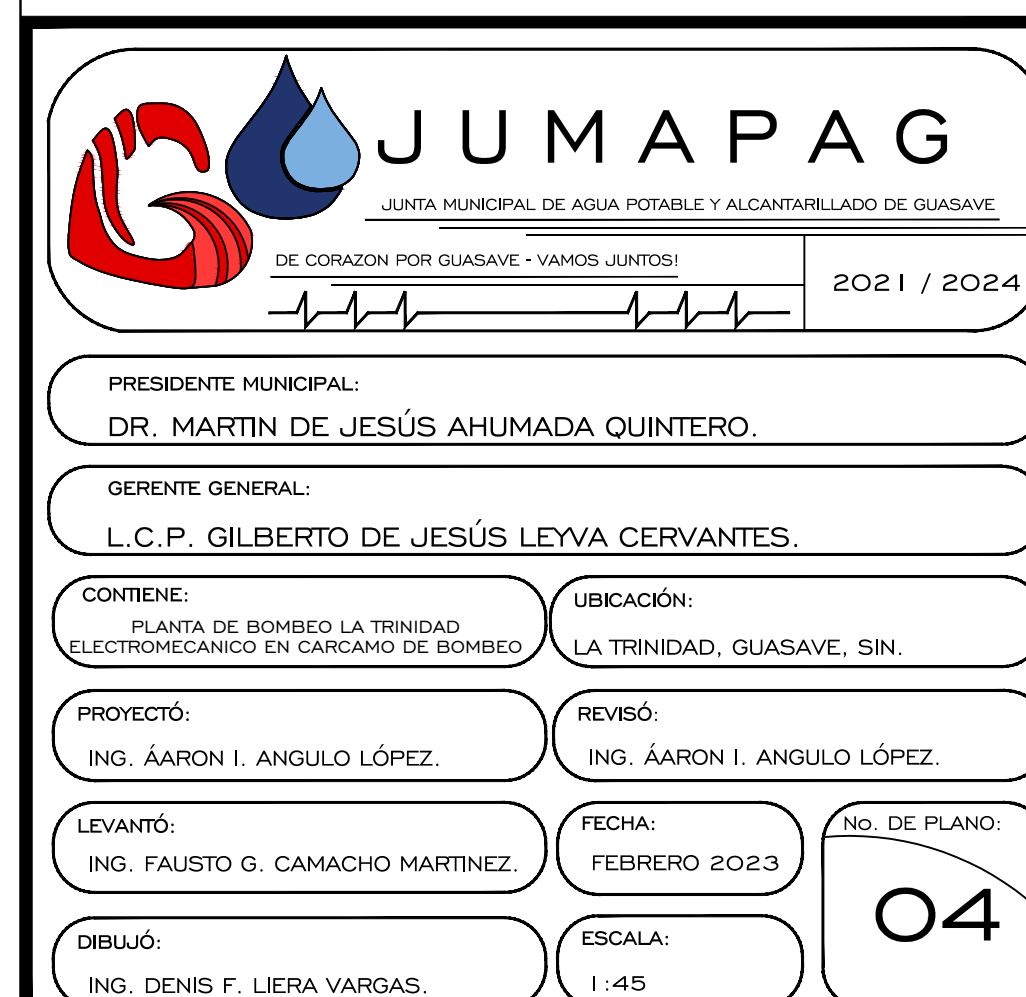 JUMAPAG
JUNTA MUNICIPAL DE AGUA POTABLE Y ALCANTARILLADO DE GUASAVE
DE CORAZON POR GUASAVE - VAMOS JUNTOS!
2021 / 2024
PRESIDENTE MUNICIPAL:
DR. MARTIN DE JESÚS AHUMADA QUINTERO.
GERENTE GENERAL:
L.C.P. GILBERTO DE JESÚS LEYVA CERVANTES.
CONTIENE:
PLANTA DE BOMBEO LA TRINIDAD
ELECTROMECANICO EN CARCAMO DE BOMBEO
UBICACIÓN:
LA TRINIDAD, GUASAVE, SIN.
PROYECTÓ:
ING. ÁARON I. ANGULO LÓPEZ.
REVISÓ:
ING. ÁARON I. ANGULO LÓPEZ.
LEVANTÓ:
ING. FAUSTO G. CAMACHO MARTINEZ.
FECHA:
FEBRERO 2023
No. DE PLANO:
04
DIBUJÓ:
ING. DENIS F. LIERA VARGAS.
ESCALA:
1:45